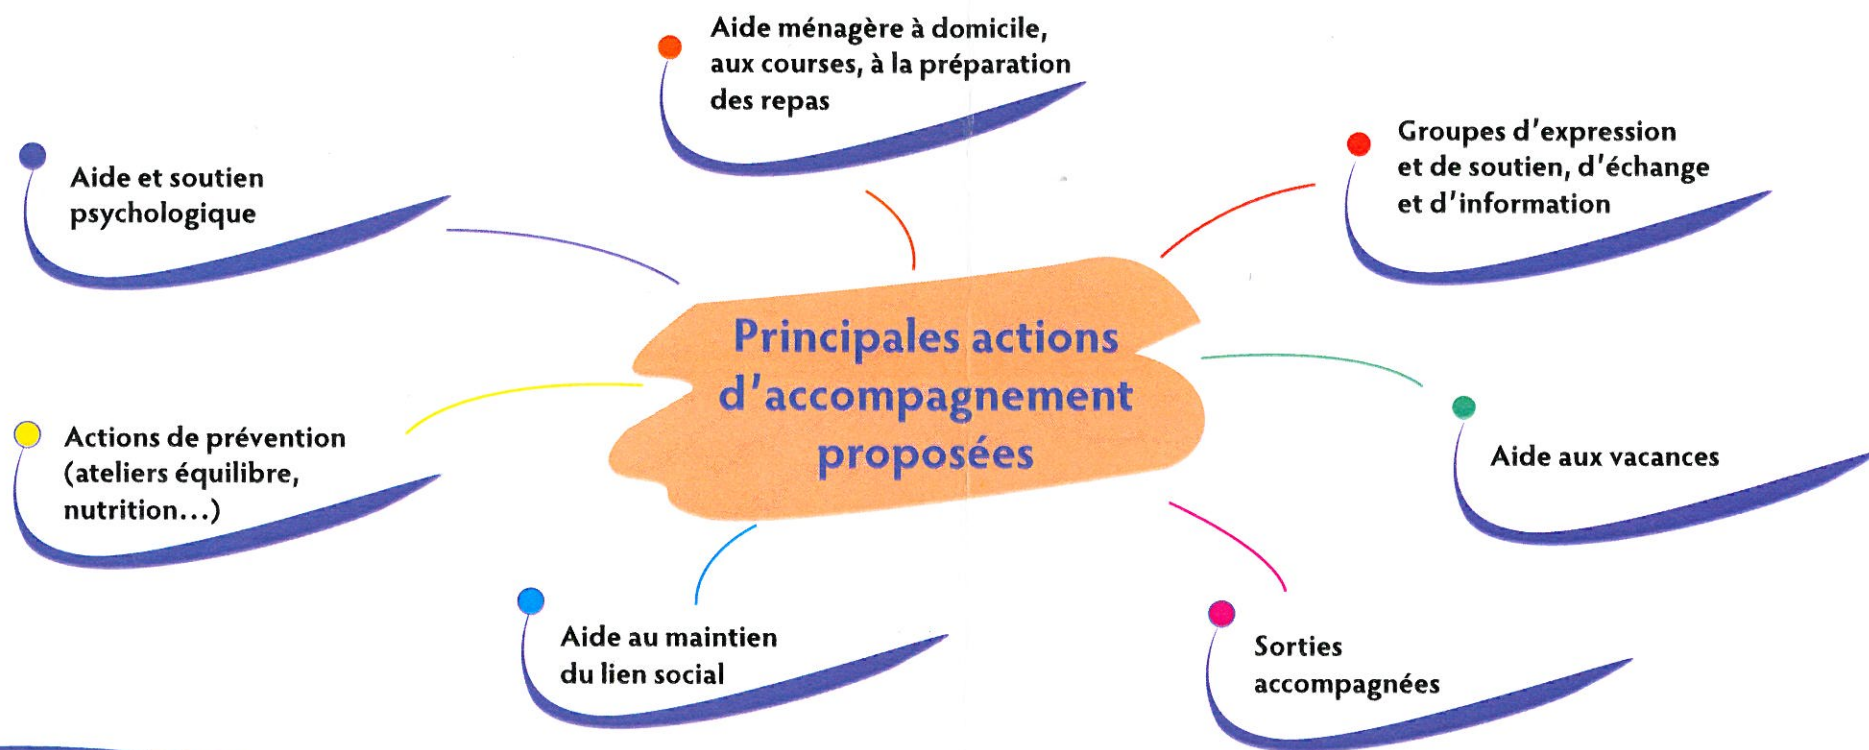 Aide ménagère à domicile,
aux courses, à la préparation
des repas
Groupes d'expression
et de soutien, d'échange
et d'information
Aide et soutien
psychologique
Principales actions
d'accompagnement
proposées
Actions de prévention
(ateliers équilibre,
nutrition...)
Aide aux vacances
Aide au maintien
du lien social
Sorties
accompagnées